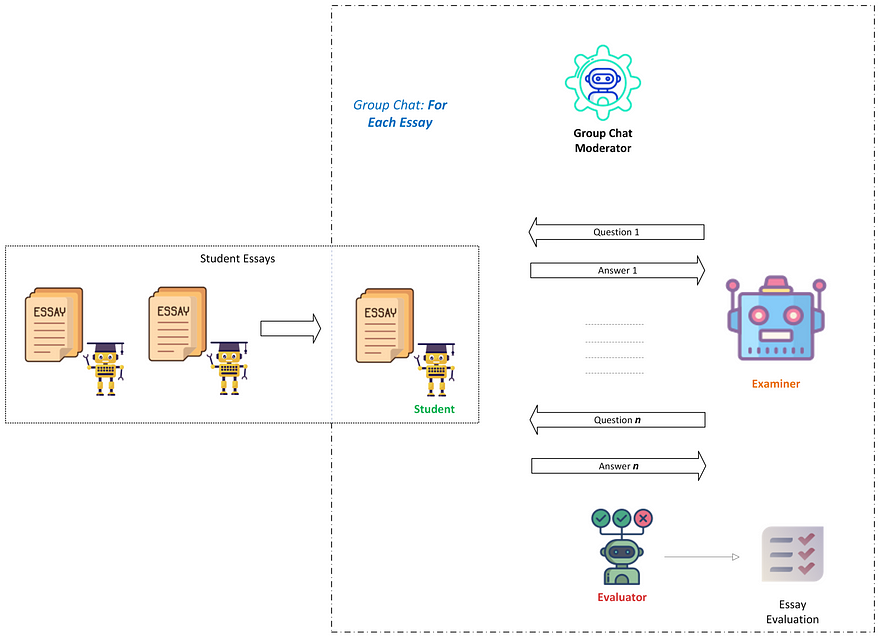 Group Chat: For
Each Essay
Group Chat
Moderator
Question 1
Answer 1
Student Essays
ESSAY
ESSAY
ESSAY
Student
Examiner
Question n
Answer n
Evaluator
Essay
Evaluation